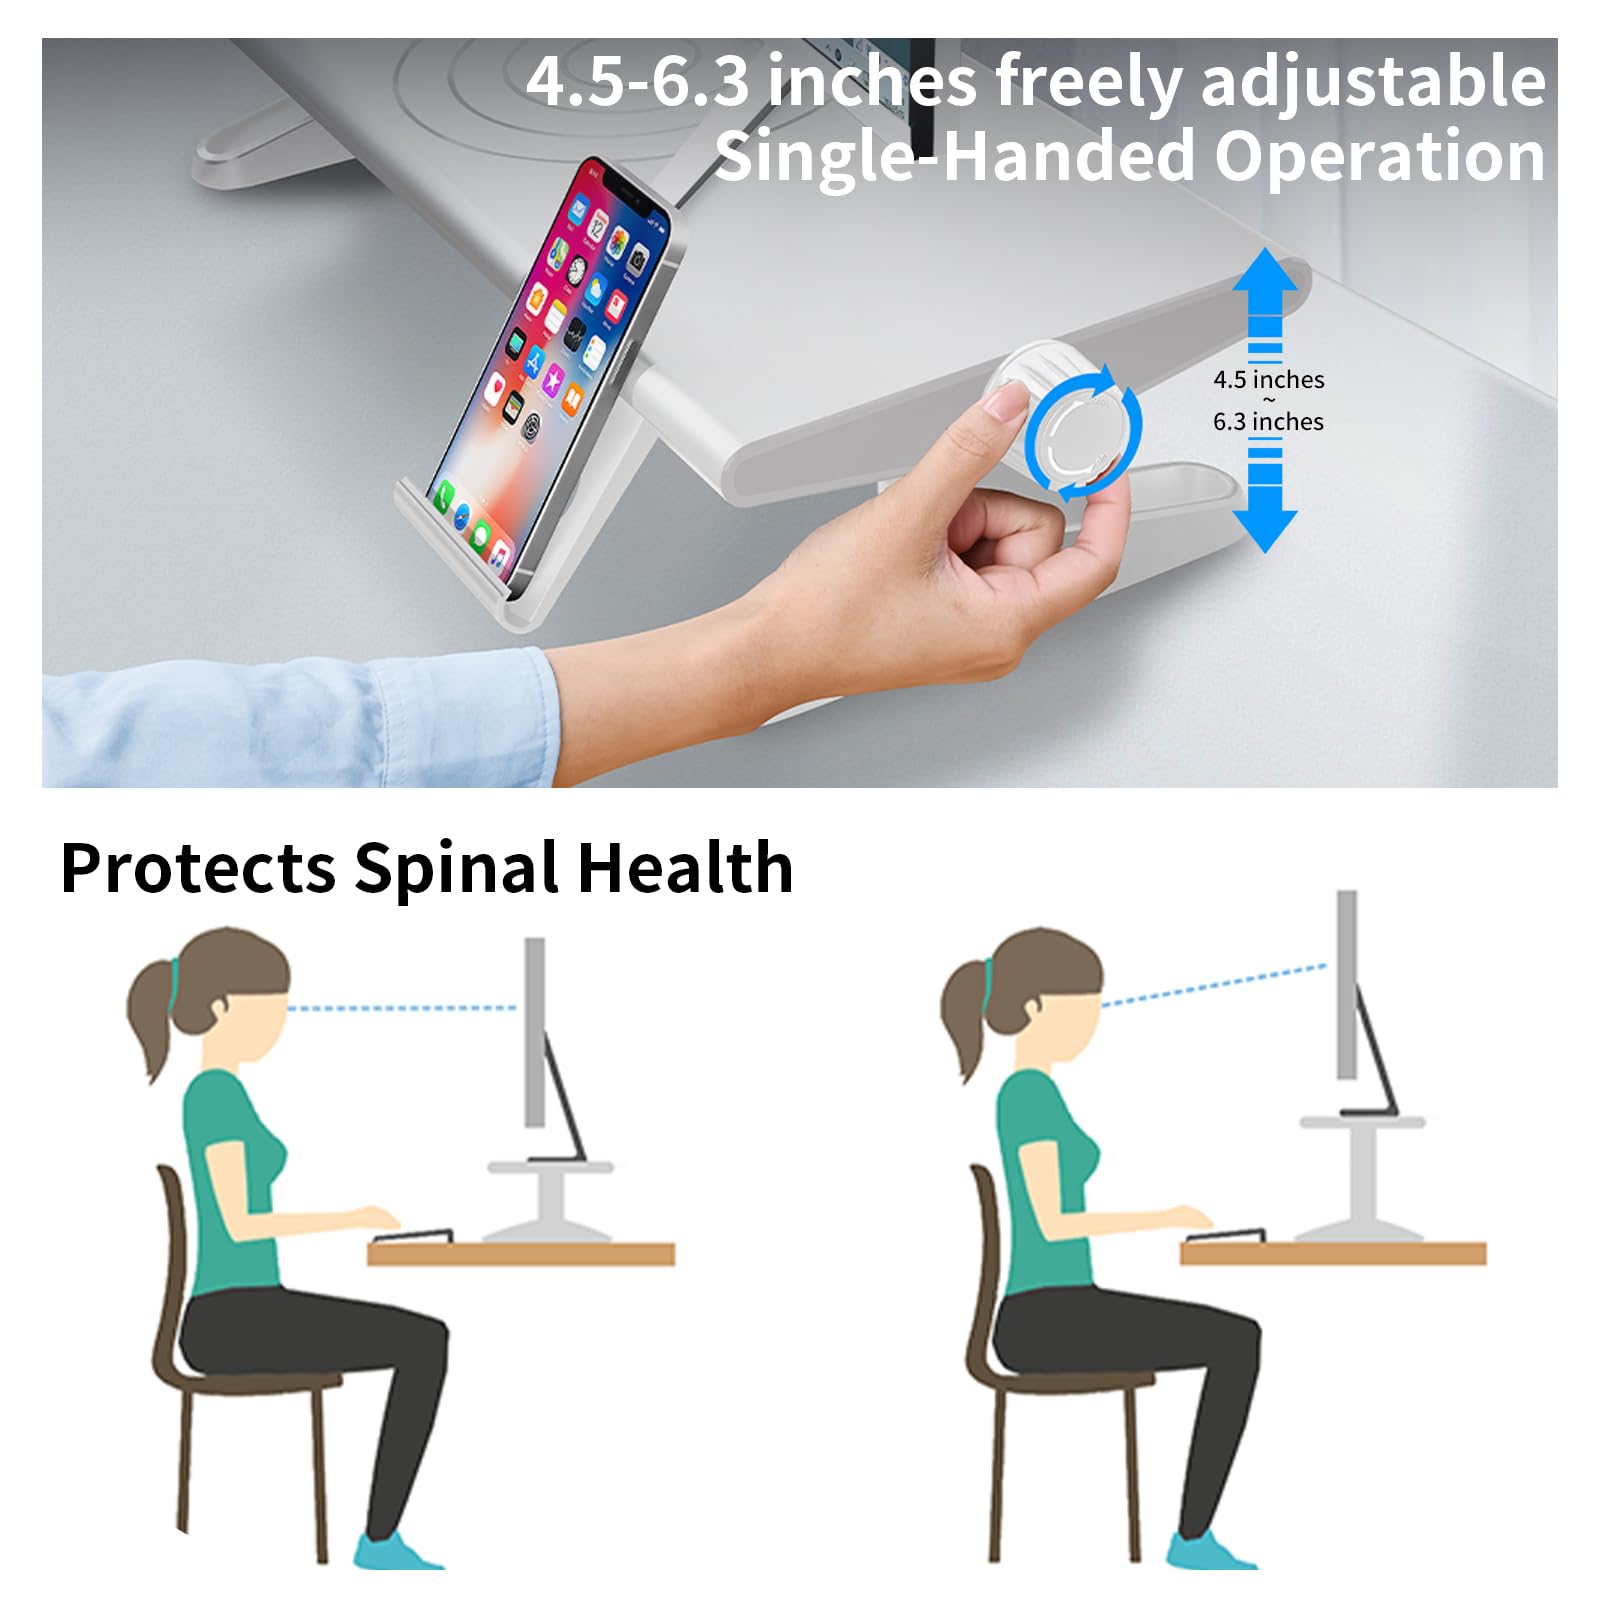 4.5-6.3 inches freely adjustable
Single-Handed Operation
4.5 inches
~
6.3 inches
Protects Spinal Health